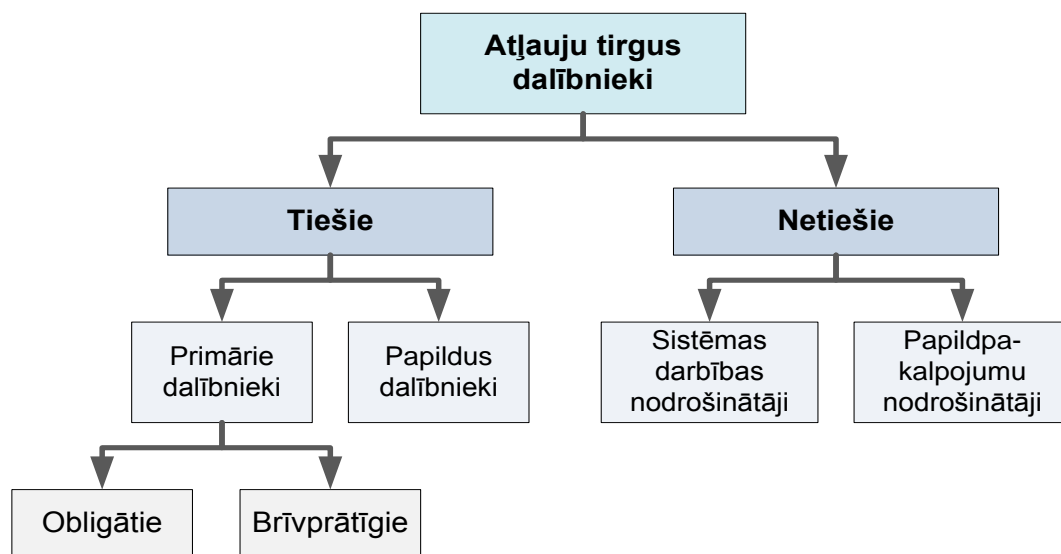 Atļauju tirgus
dalībnieki
Tiešie
Netiešie
Primārie
dalībnieki
Papildus
dalībnieki
Sistēmas
darbības
nodrošinātāji
Papildpa-
kalpojumu
nodrošinātāji
Obligātie
Brīvprātīgie